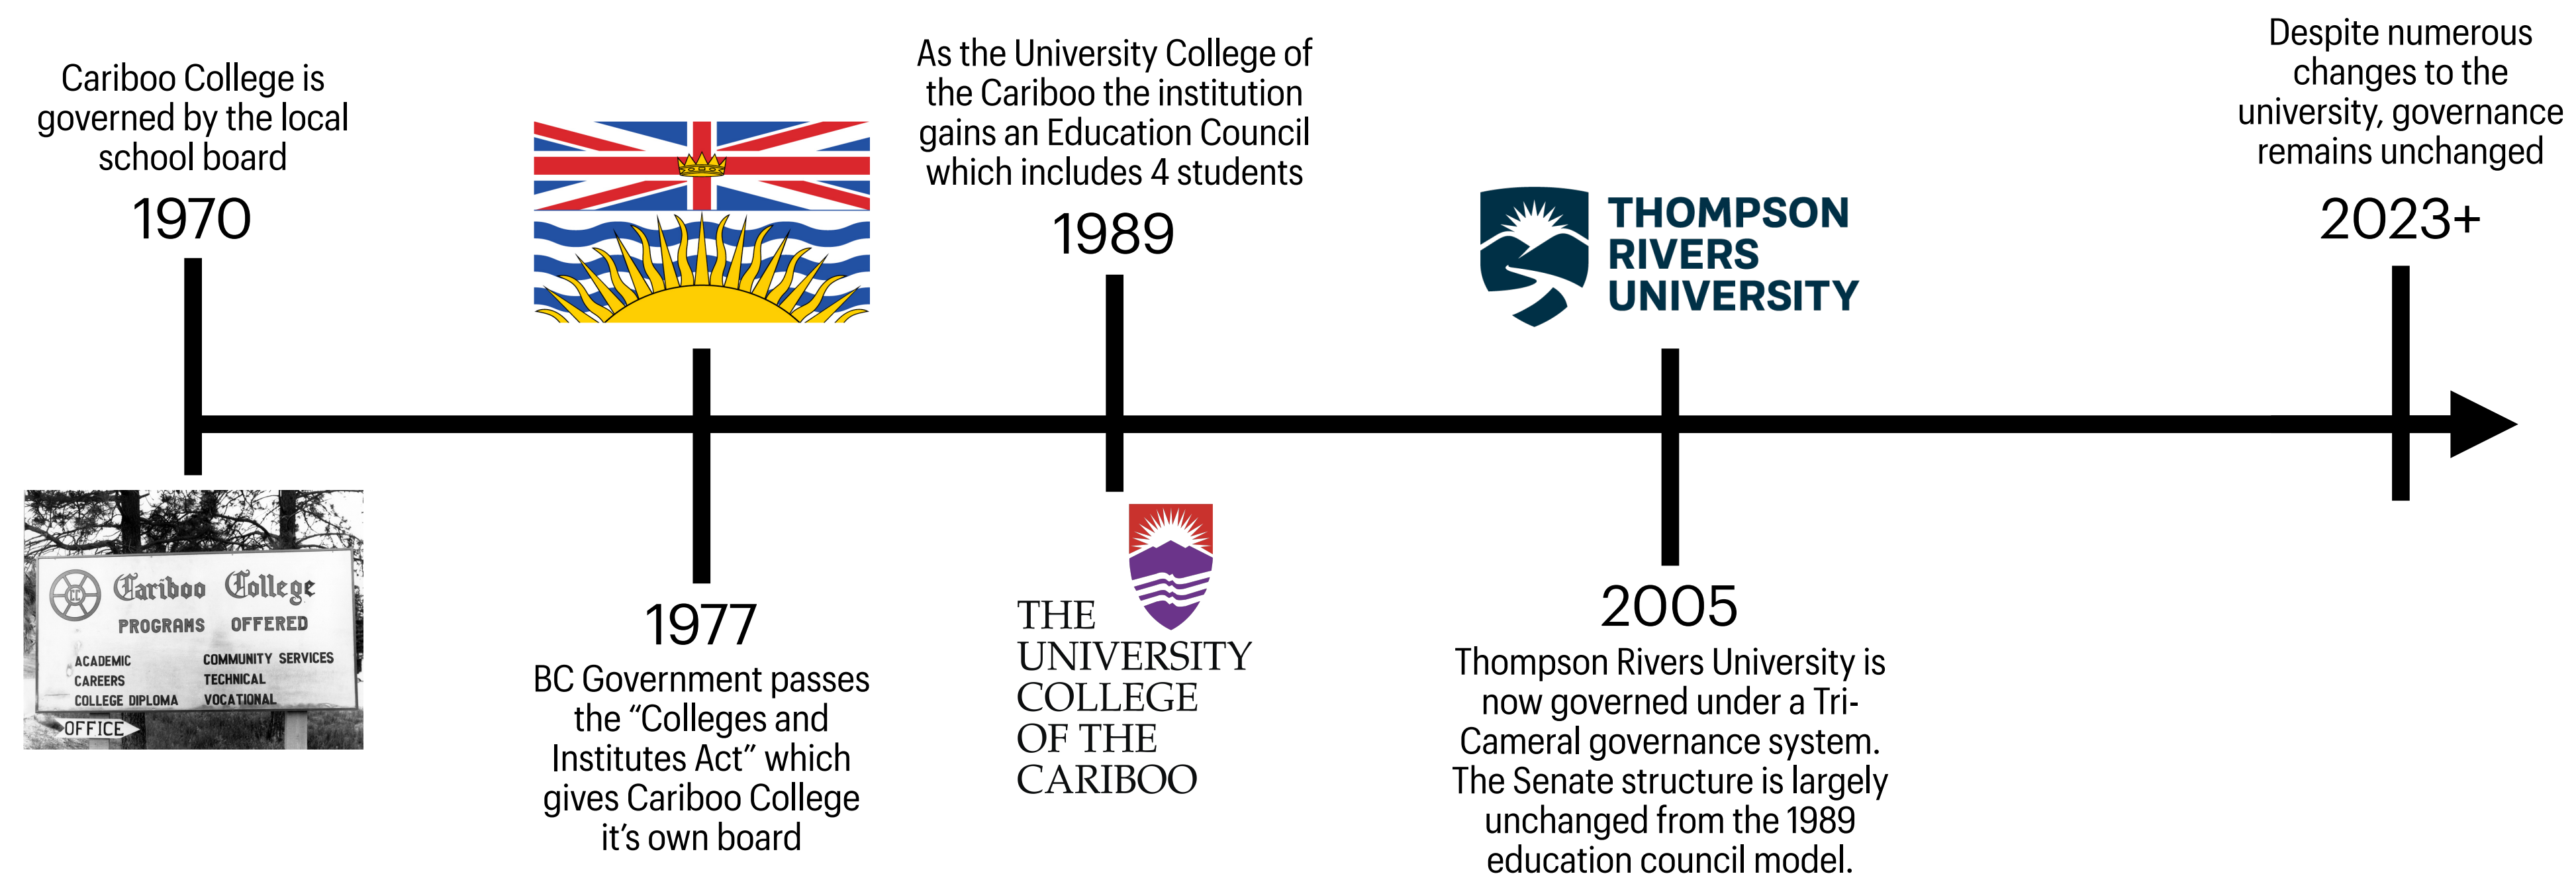 Cariboo College is
governed by the local
school board
1970
CC
Cariboo College
PROGRAMS OFFERED
ACADEMIC COMMUNITY SERVICES
CAREERS TECHNICAL
COLLEGE DIPLOMA VOCATIONAL
OFFICE
1977
BC Government passes
the “Colleges and
Institutes Act” which
gives Cariboo College
it’s own board
As the University College of
the Cariboo the institution
gains an Education Council
which includes 4 students
1989
THE
UNIVERSITY
COLLEGE
OF THE
CARIBOO
THOMPSON
RIVERS
UNIVERSITY
2005
Thompson Rivers University is
now governed under a Tri-
Cameral governance system.
The Senate structure is largely
unchanged from the 1989
education council model.
Despite numerous
changes to the
university, governance
remains unchanged
2023+